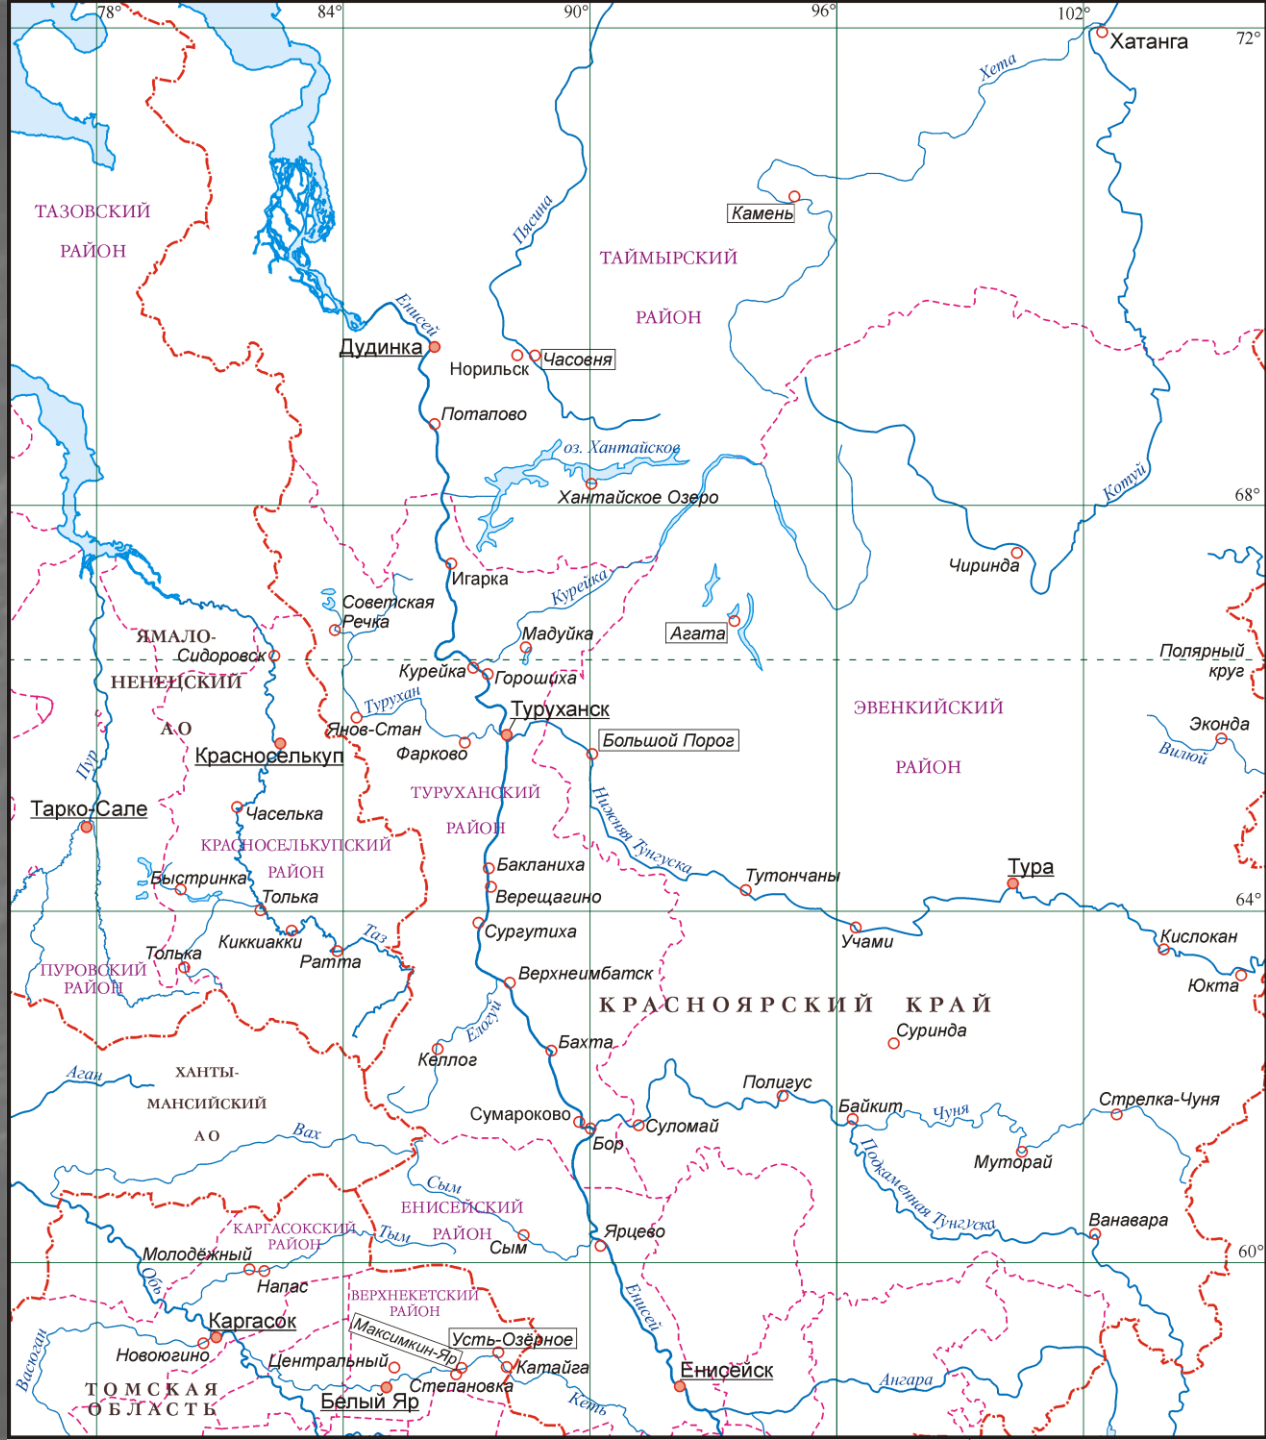 78°
84°
90°
96°
102°
72°
Хатанга
Хета
Камень
ТАЗОВСКИЙ
РАЙОН
Пясина
ТАЙМЫРСКИЙ
РАЙОН
Енисей
Дудинка
Норильск
Часовня
Потапово
оз. Хантайское
Хантайское Озеро
Котуй
68°
Чиринда
Игарка
Курейка
Советская
Речка
Мадуйка
Агата
ЯМАЛО-
НЕНЕЦКИЙ
АО
Сидоровск
Курейка
Горошиха
Полярный
круг
Турухан
Янов-Стан
Фарково
Туруханск
Большой Порог
ЭВЕНКИЙСКИЙ
РАЙОН
Эконда
Вилюй
Красноселькуп
Пур
Тарко-Сале
Часелька
ТУРУХАНСКИЙ
РАЙОН
Нижняя Тунгуска
КРАСНОСЕЛЬКУПСКИЙ
РАЙОН
Быстринка
Толька
Бакланиха
Верещагино
Тутончаны
Тура
64°
Киккиакки
Ратта
Таз
Сургутиха
Учами
Кислокан
Юкта
Толька
ПУРОВСКИЙ
РАЙОН
Верхнеимбатск
КРАСНОЯРСКИЙ КРАЙ
Елогуй
Келлог
Бахта
Суринда
Аган
ХАНТЫ-
МАНСИЙСКИЙ
АО
Вах
Сумароково
Бор
Суломай
Полигус
Байкит
Чуня
Стрелка-Чуня
Муторай
Подкаменная Тунгуска
Ванавара
Сым
ЕНИСЕЙСКИЙ
РАЙОН
Сым
Ярцево
60°
КАРГАСОКСКИЙ
РАЙОН
Тым
Молодёжный
Напас
Обь
ВЕРХНЕКЕТСКИЙ
РАЙОН
Енисей
Каргасок
Новоюгино
Васюган
Максимкин-Яр
Усть-Озёрное
Центральный
Катайга
Степановка
Белый Яр
Кеть
Енисейск
Ангара
ТОМСКАЯ
ОБЛАСТЬ